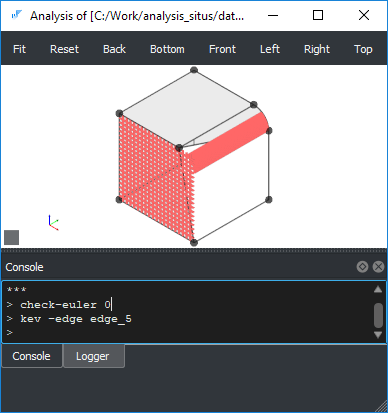 Analysis of [C:/Work/analysis_situs/dat...
Fit Reset Back Bottom Front Left Right Top
Console
***
> check-euler 0
> kev -edge edge_5
>
Console Logger